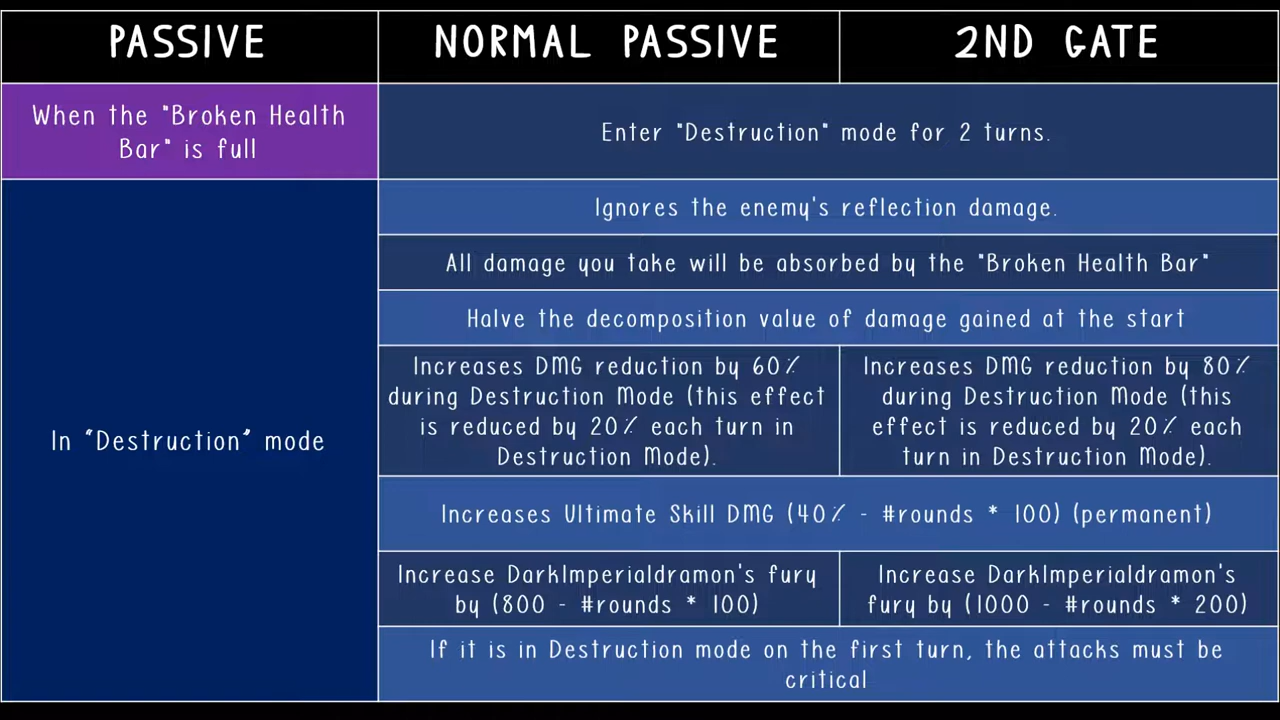 PASSIVE
NORMAL PASSIVE
2ND GATE
When the "Broken Health
Bar" is full
Enter "Destruction" mode for 2 turns.
In “Destruction” mode
Ignores the enemy's reflection damage.
All damage you take will be absorbed by the "Broken Health Bar"
Halve the decomposition value of damage gained at the start
Increases DMG reduction by 60%
during Destruction Mode (this effect
is reduced by 20% each turn in
Destruction Mode).
Increases DMG reduction by 80%
during Destruction Mode (this
effect is reduced by 20% each
turn in Destruction Mode).
Increases Ultimate Skill DMG (40% - #rounds * 100) (permanent)
Increase DarkImperialdramon's fury
by (800 - #rounds * 100)
Increase DarkImperialdramon's
fury by (1000 - #rounds * 200)
If it is in Destruction mode on the first turn, the attacks must be
critical